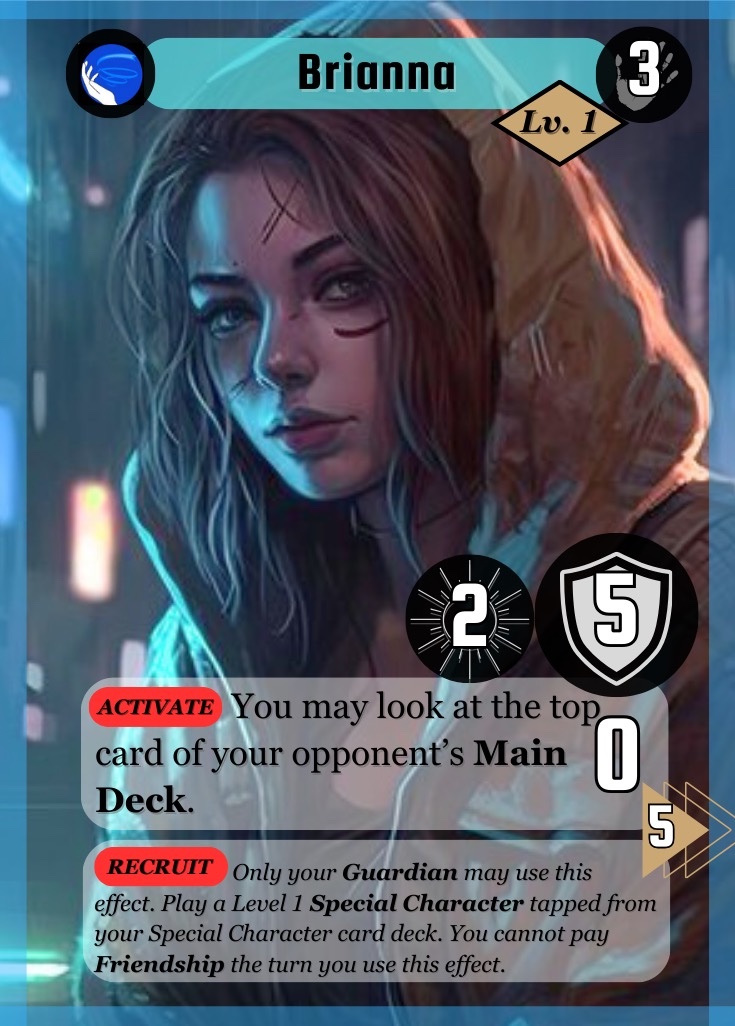 Brianna
3
Lv. 1
2
5
ACTIVATE You may look at the top
card of your opponent’s Main
Deck.
0
5
RECRUIT Only your Guardian may use this
effect. Play a Level 1 Special Character tapped from
your Special Character card deck. You cannot pay
Friendship the turn you use this effect.